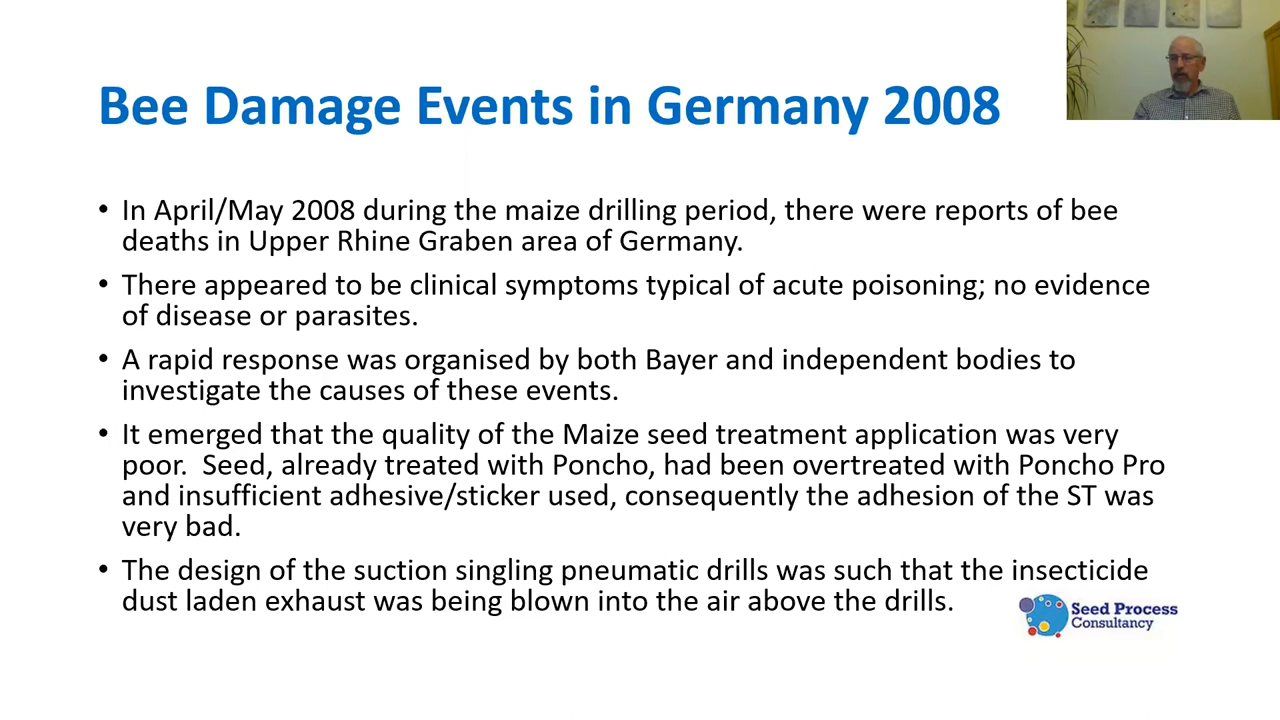 Bee Damage Events in Germany 2008
• In April/May 2008 during the maize drilling period, there were reports of bee
deaths in Upper Rhine Graben area of Germany.
• There appeared to be clinical symptoms typical of acute poisoning; no evidence
of disease or parasites.
• A rapid response was organised by both Bayer and independent bodies to
investigate the causes of these events.
• It emerged that the quality of the Maize seed treatment application was very
poor.  Seed, already treated with Poncho, had been overtreated with Poncho Pro
and insufficient adhesive/sticker used, consequently the adhesion of the ST was
very bad.
• The design of the suction singling pneumatic drills was such that the insecticide
dust laden exhaust was being blown into the air above the drills.
Seed Process
Consultancy